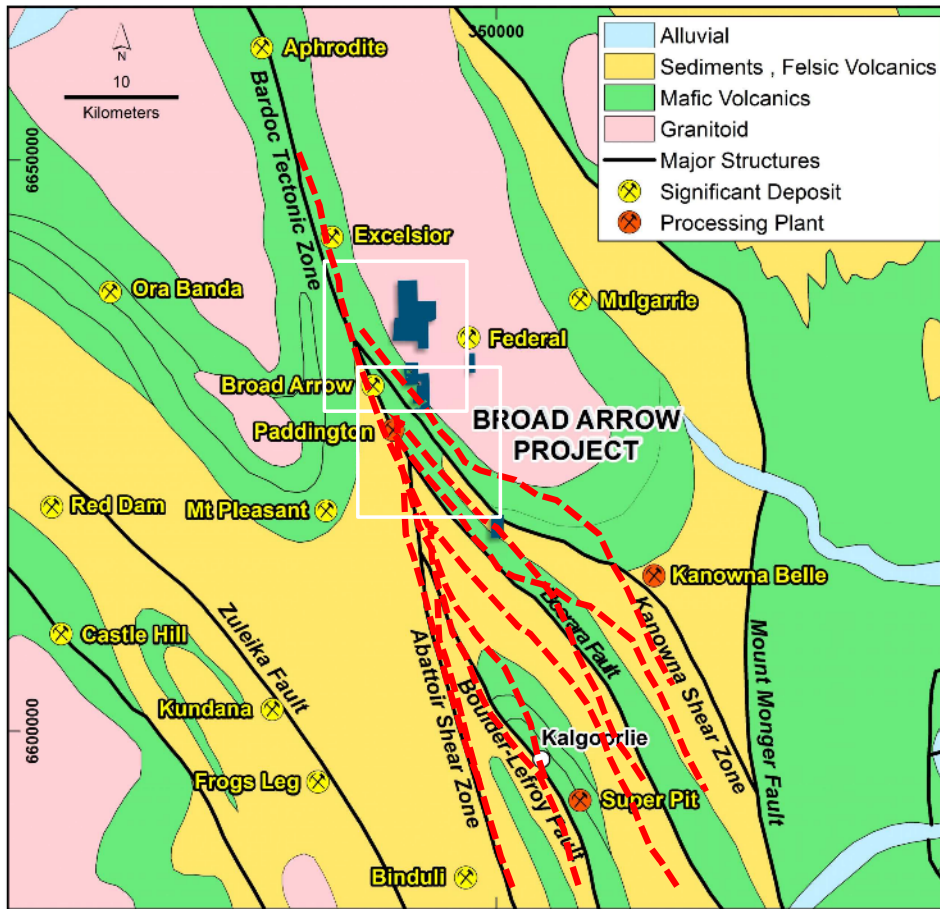 350000
N
10
Kilometers
Alluvial
Sediments , Felsic Volcanics
Mafic Volcanics
Granitoid
Major Structures
Significant Deposit
Processing Plant
Aphrodite
Bardoc Tectonic Zone
6650000
Excelsior
Ora Banda
Mulgarrie
Federal
Broad Arrow
BROAD ARROW
PROJECT
Paddington
Red Dam
Mt Pleasant
Kanowna Belle
Castle Hill
Zuleika Fault
Boorara Fault
Kanowna Shear Zone
Mount Monger Fault
Abattoir Shear Zone
Boulder-Lefroy Fault
Kundana
6600000
Kalgoorlie
Frogs Leg
Super Pit
Binduli